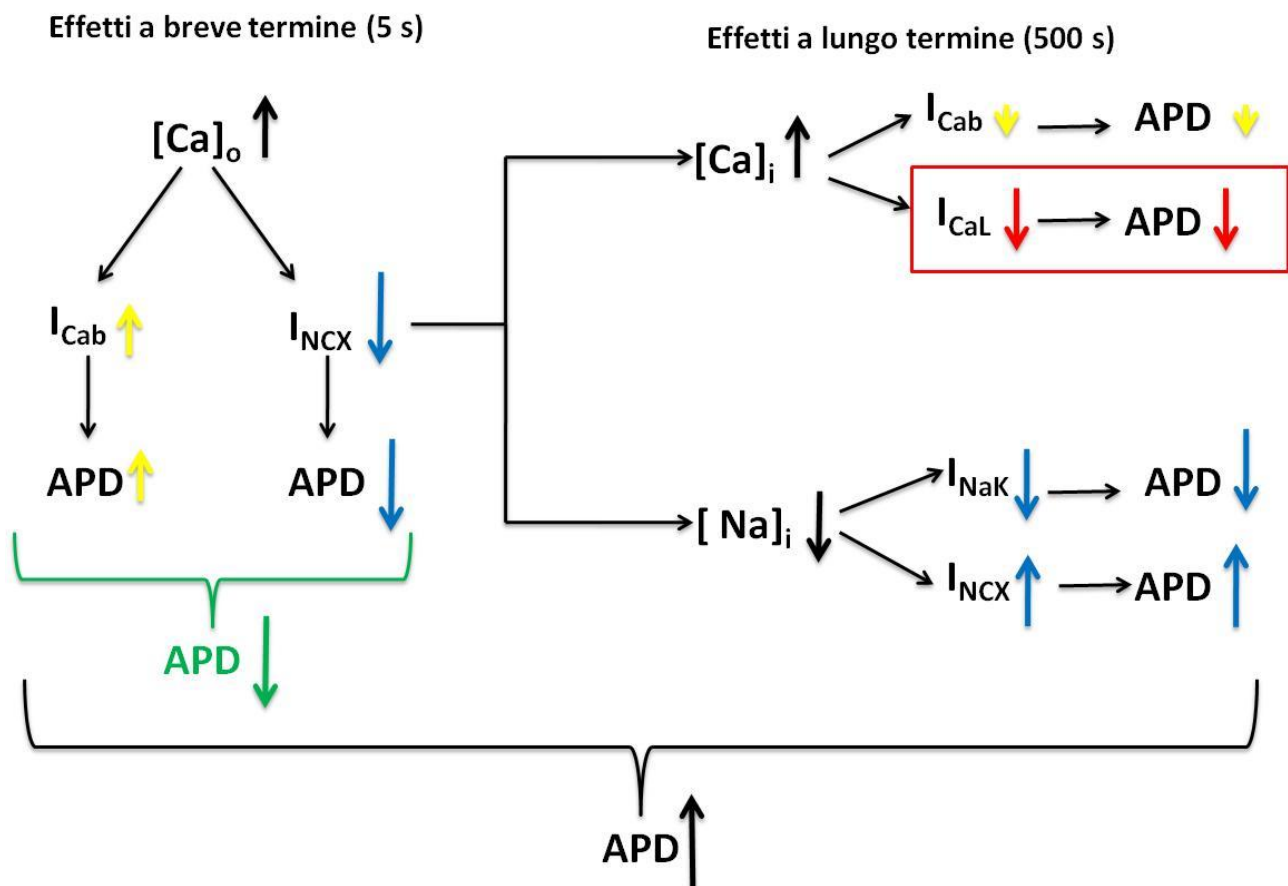 Effetti a breve termine (5 s)
Effetti a lungo termine (500 s)
[Ca]o
ICab
APD
INCX
APD
APD
[Ca]i
ICab
APD
ICaL
APD
[ Na]i
INaK
APD
INCX
APD
APD